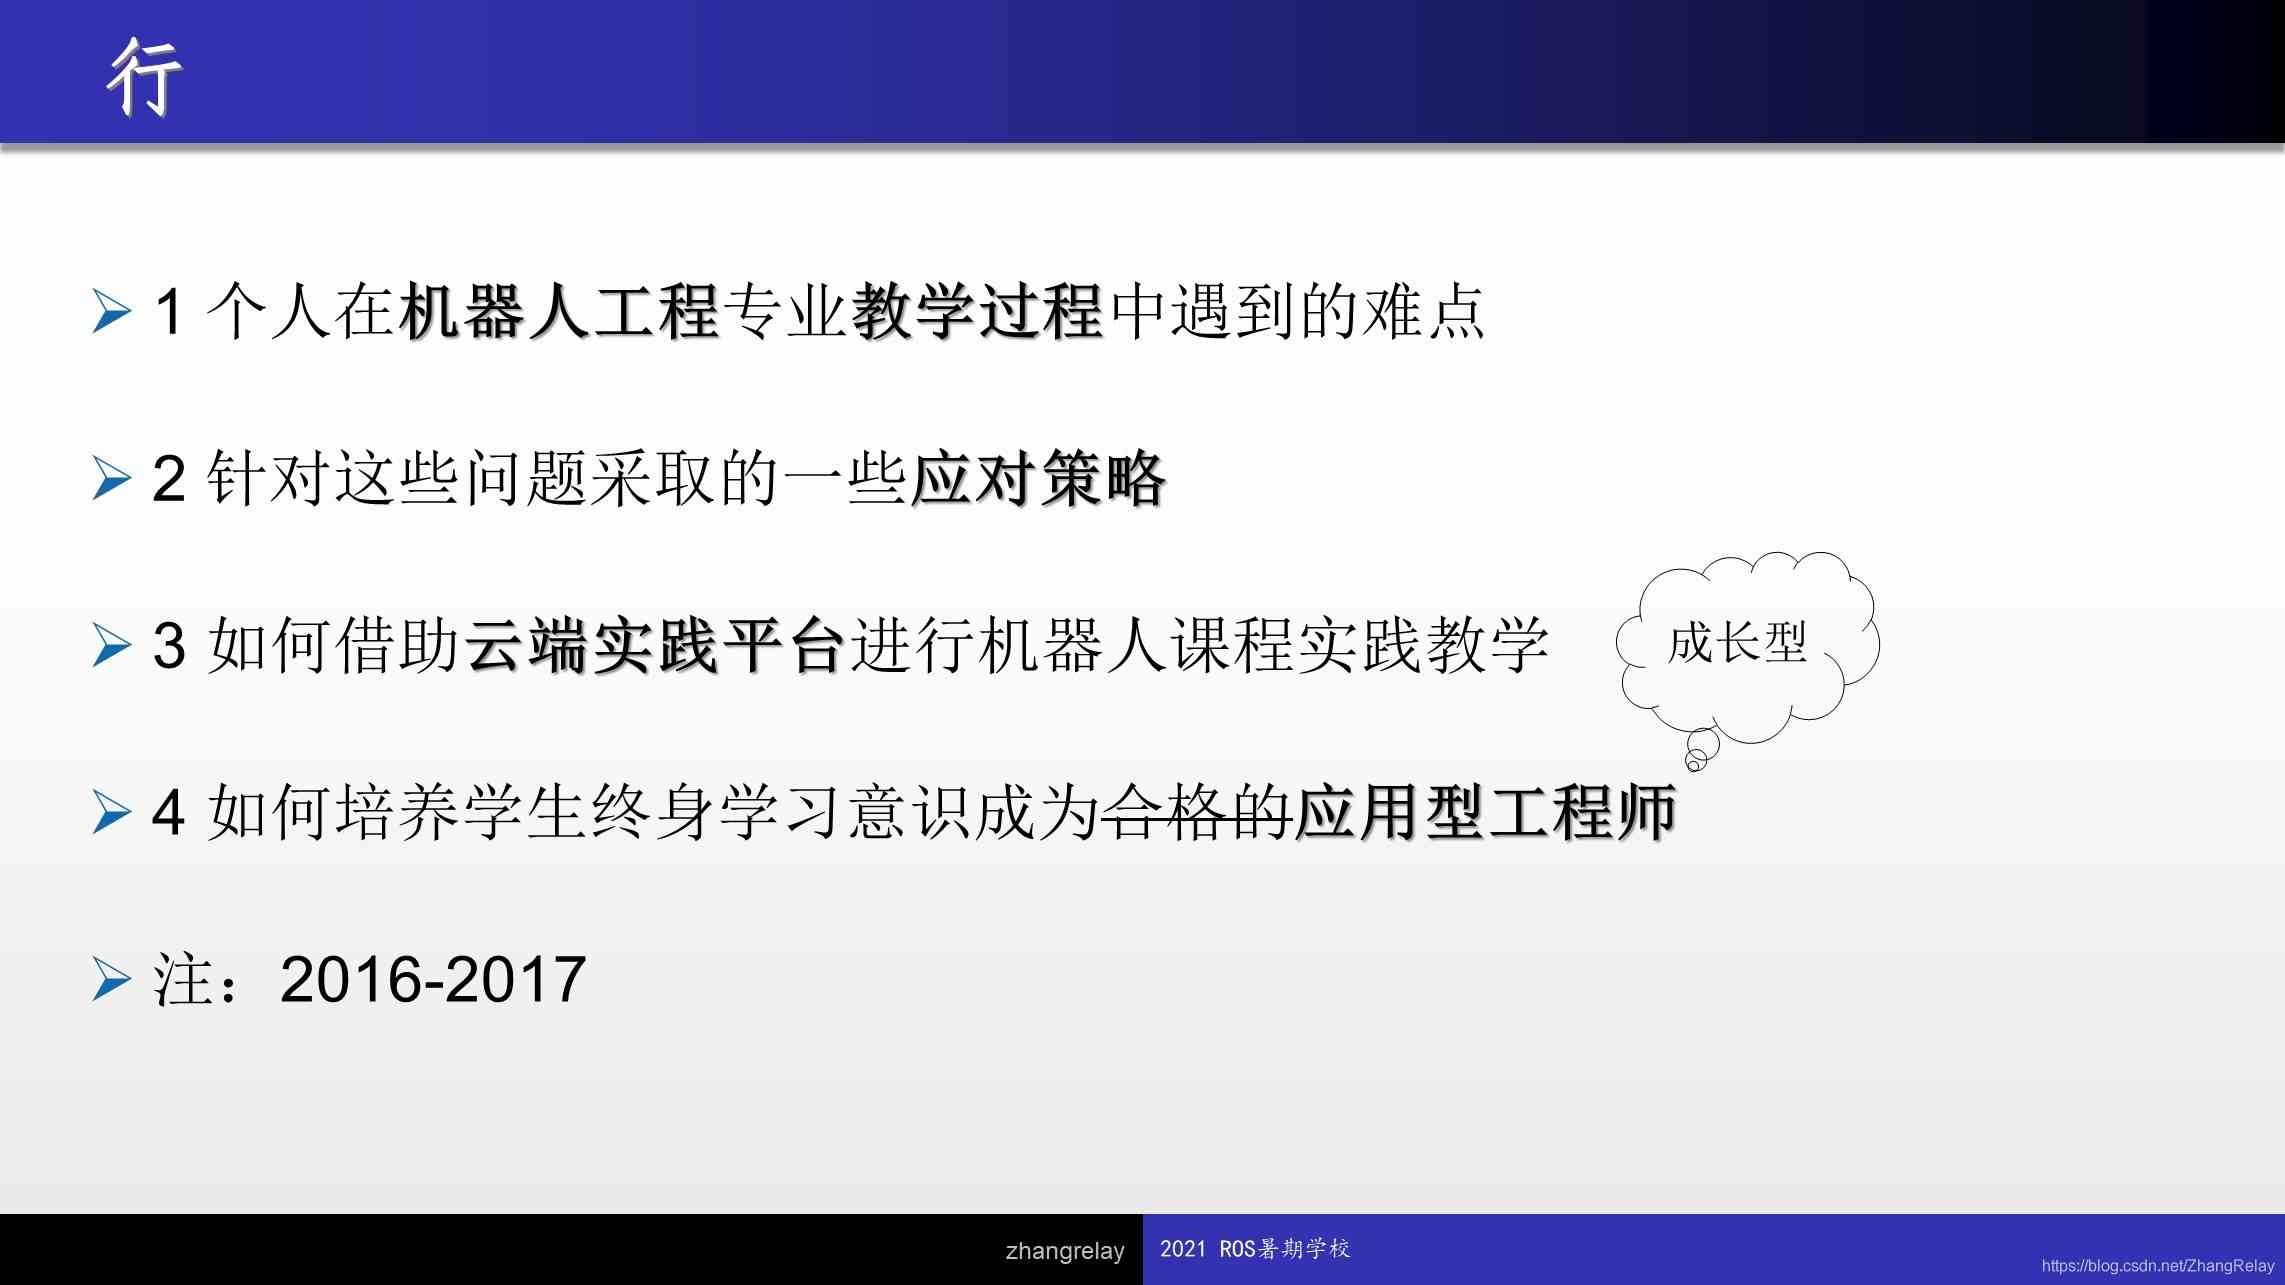 行
1 个人在机器人工程专业教学过程中遇到的难点
2 针对这些问题采取的一些应对策略
3 如何借助云端实践平台进行机器人课程实践教学
成长型
4 如何培养学生终身学习意识成为合格的应用型工程师
注：2016-2017
zhangrelay
2021 ROS暑期学校
https://blog.csdn.net/ZhangRelay